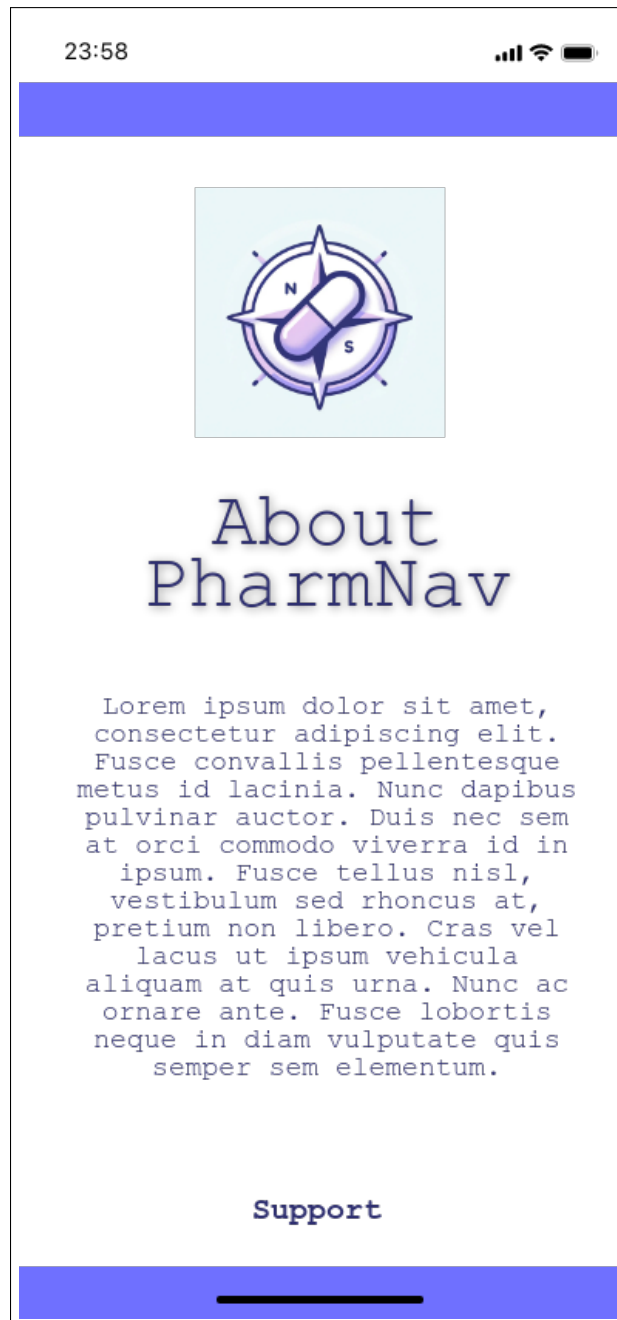 23:58
N
S
About
PharmNav
Lorem ipsum dolor sit amet,
consectetur adipiscing elit.
Fusce convallis pellentesque
metus id lacinia. Nunc dapibus
pulvinar auctor. Duis nec sem
at orci commodo viverra id in
ipsum. Fusce tellus nisl,
vestibulum sed rhoncus at,
pretium non libero. Cras vel
lacus ut ipsum vehicula
aliquam at quis urna. Nunc ac
ornare ante. Fusce lobortis
neque in diam vulputate quis
semper sem elementum.
Support